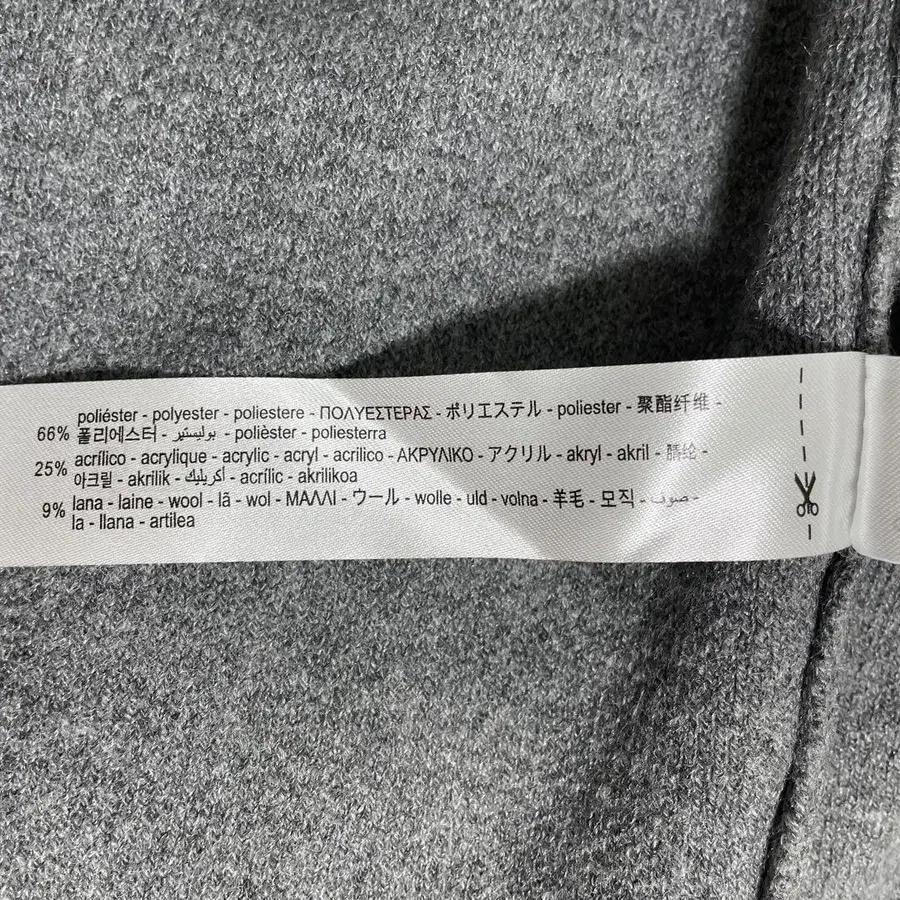 66% poliéster - polyester - poliestere - ΠΟΛΥΕΣΤΕΡΑΣ - ポリエステル - poliester - 聚酯纤维 -
폴리에스터 - بوليستير - polièster - poliesterra
25% acrílico - acrylique - acrylic - acryl - acrilico - ΑΚΡΥΛΙΚΟ - アクリル - akryl - akril - 腈纶 -
아크릴 - akrilik - أكريليك - acrílic - akrilikoa
9% lana - laine - wool - lã - wol - ΜΑΛΛΙ - ウール - wolle - uld - volna - 羊毛 - 모직 - صوف -
la - llana - artilea